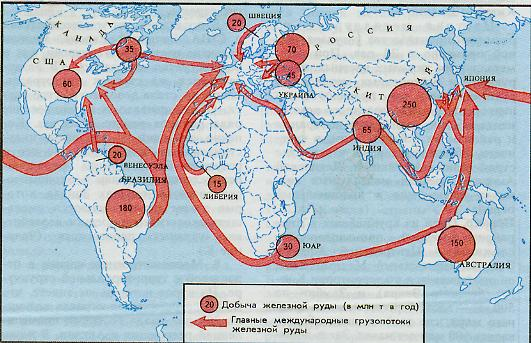 20
ШВЕЦИЯ
КАНАДА
35
70
РОССИЯ
США
60
45
УКРАИНА
КИТАЙ
ЯПОНИЯ
250
65
ИНДИЯ
20
ВЕНЕСУЭЛА
БРАЗИЛИЯ
180
15
ЛИБЕРИЯ
30
ЮАР
150
АВСТРАЛИЯ
20 Добыча железной руды (в млн т в год)
Главные международные грузопотоки
железной руды